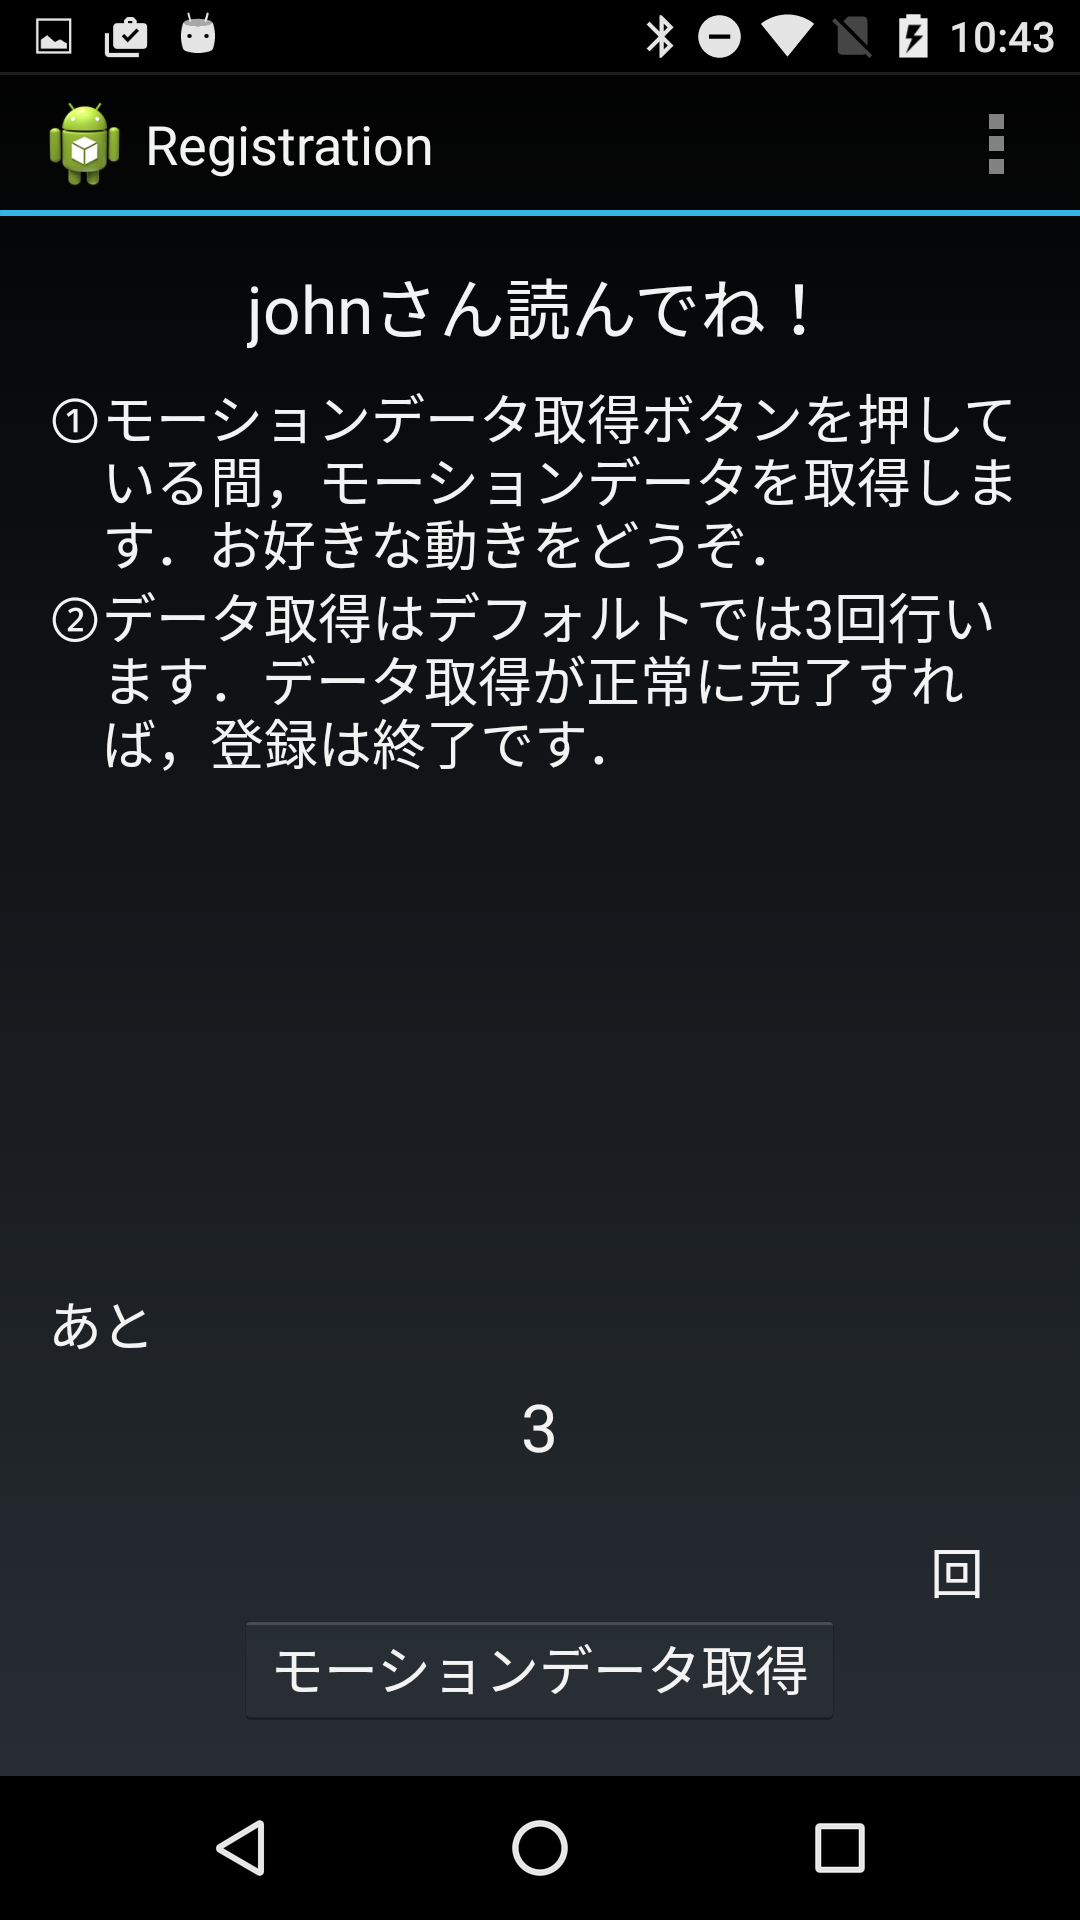 10:43
Registration
johnさん読んでね！
①モーションデータ取得ボタンを押して
いる間，モーションデータを取得しま
す．お好きな動きをどうぞ．
②データ取得はデフォルトでは3回行い
ます．データ取得が正常に完了すれ
ば，登録は終了です．
あと
3
回
モーションデータ取得